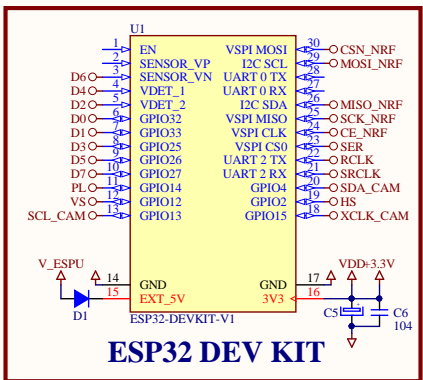 U1
1 EN VSPI MOSI 30 CSN_NRF
2 SENSOR_VP I2C SCL 29 MOSI_NRF
D6 3 SENSOR_VN UART 0 TX 28
D4 4 VDET_1 UART 0 RX 27
D2 5 VDET_2 I2C SDA 26 MISO_NRF
D0 6 GPIO32 VSPI MISO 25 SCK_NRF
D1 7 GPIO33 VSPI CLK 24 CE_NRF
D3 8 GPIO25 VSPI CS0 23 SER
D5 9 GPIO26 UART 2 TX 22 RCLK
D7 10 GPIO27 UART 2 RX 21 SRCLK
PL 11 GPIO14 GPIO4 20 SDA_CAM
VS 12 GPIO12 GPIO2 19 HS
SCL_CAM 13 GPIO13 GPIO15 18 XCLK_CAM
V_ESPU VDD+3.3V
14 GND GND 17
15 EXT_5V 3V3 16
D1 ESP32-DEVKIT-V1 C5 C6
104
ESP32 DEV KIT